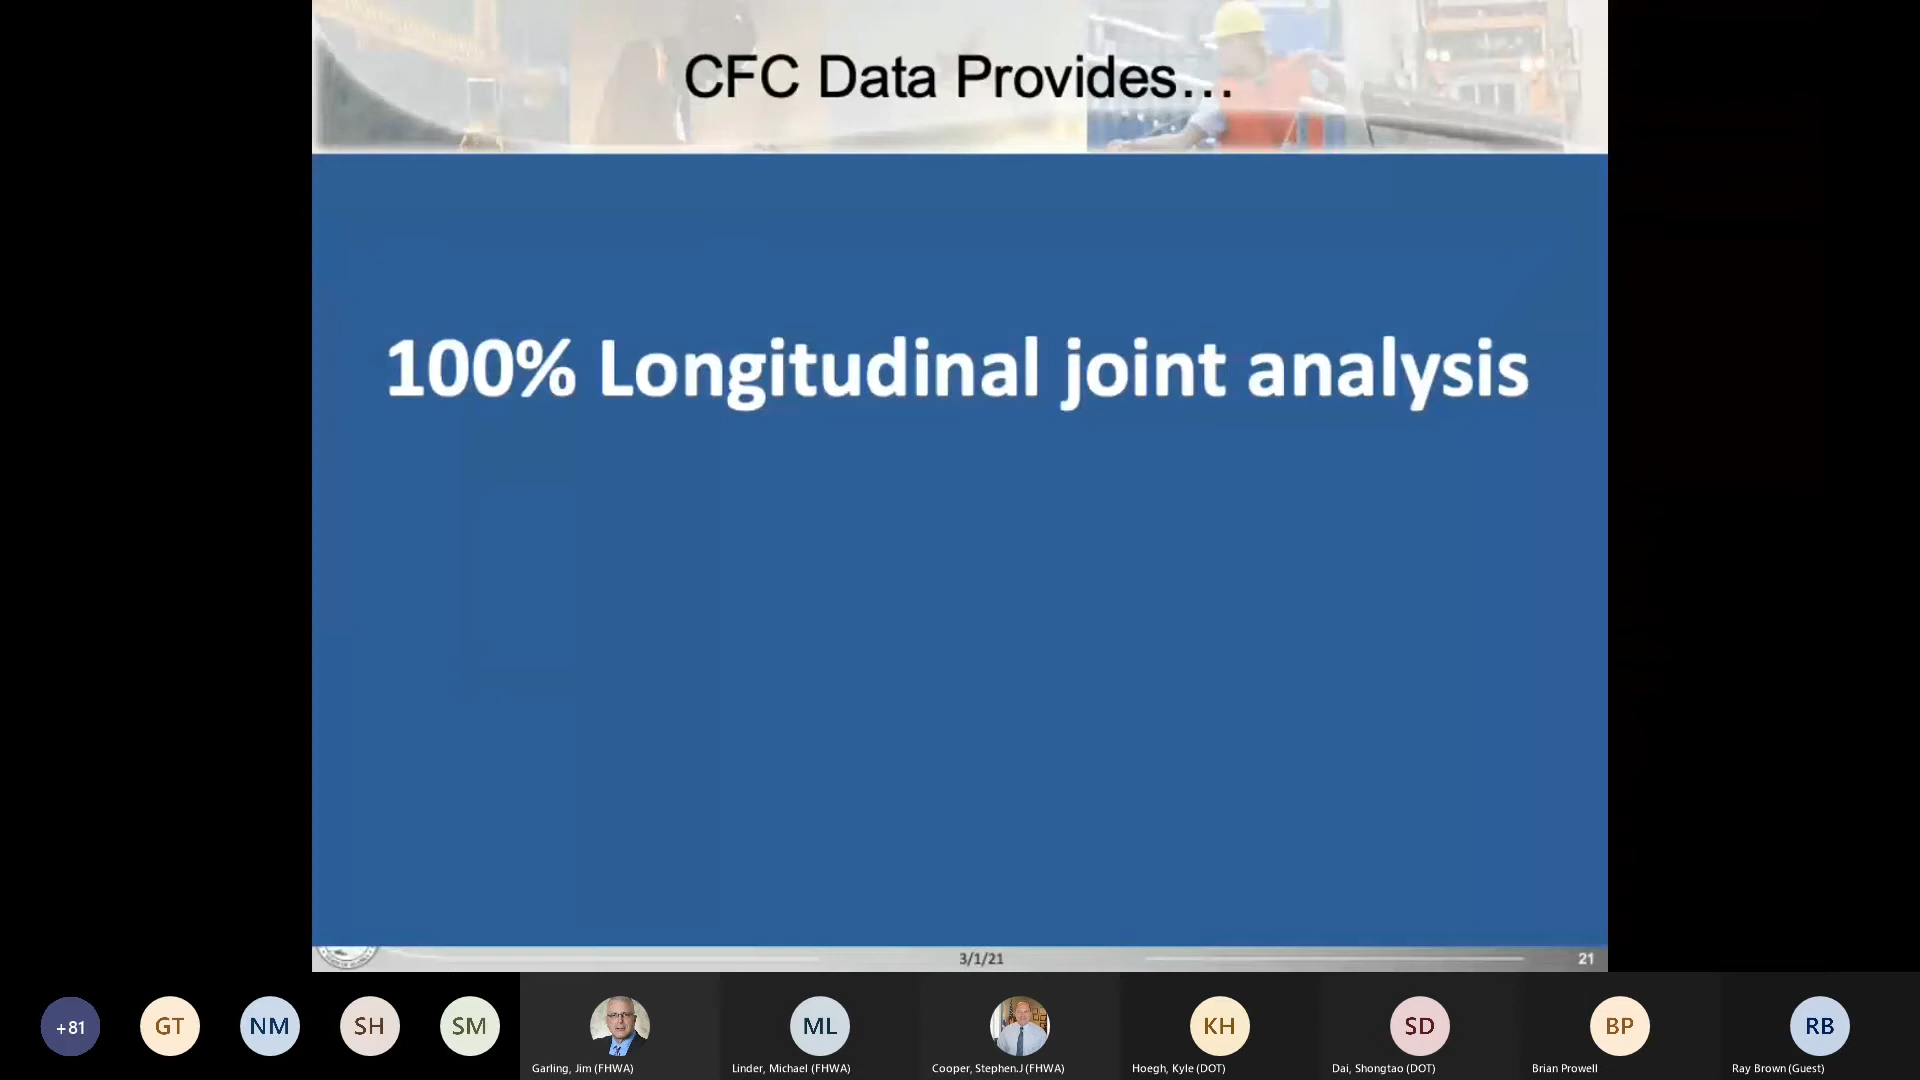 CFC Data Provides...
100% Longitudinal joint analysis
3/1/21
21
+81
GT
NM
SH
SM
ML
KH
SD
BP
RB
Garling, Jim (FHWA)
Linder, Michael (FHWA)
Cooper, Stephen.J (FHWA)
Hoegh, Kyle (DOT)
Dai, Shongtao (DOT)
Brian Prowell
Ray Brown (Guest)